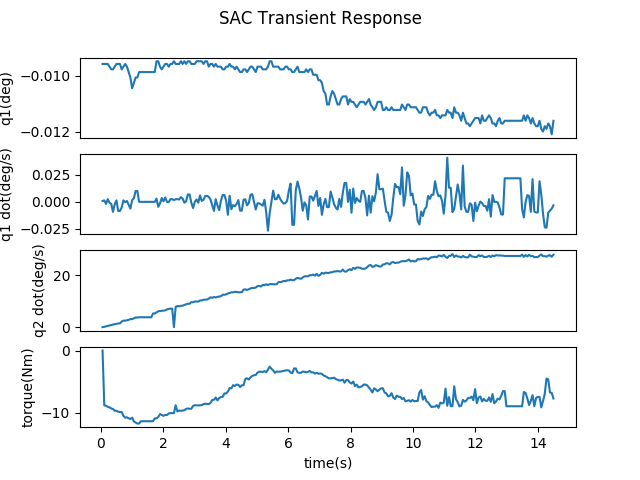 SAC Transient Response
q1(deg)
−0.010
−0.012
q1 dot(deg/s)
0.025
0.000
−0.025
q2 dot(deg/s)
20
0
torque(Nm)
0
−10
0 2 4 6 8 10 12 14
time(s)